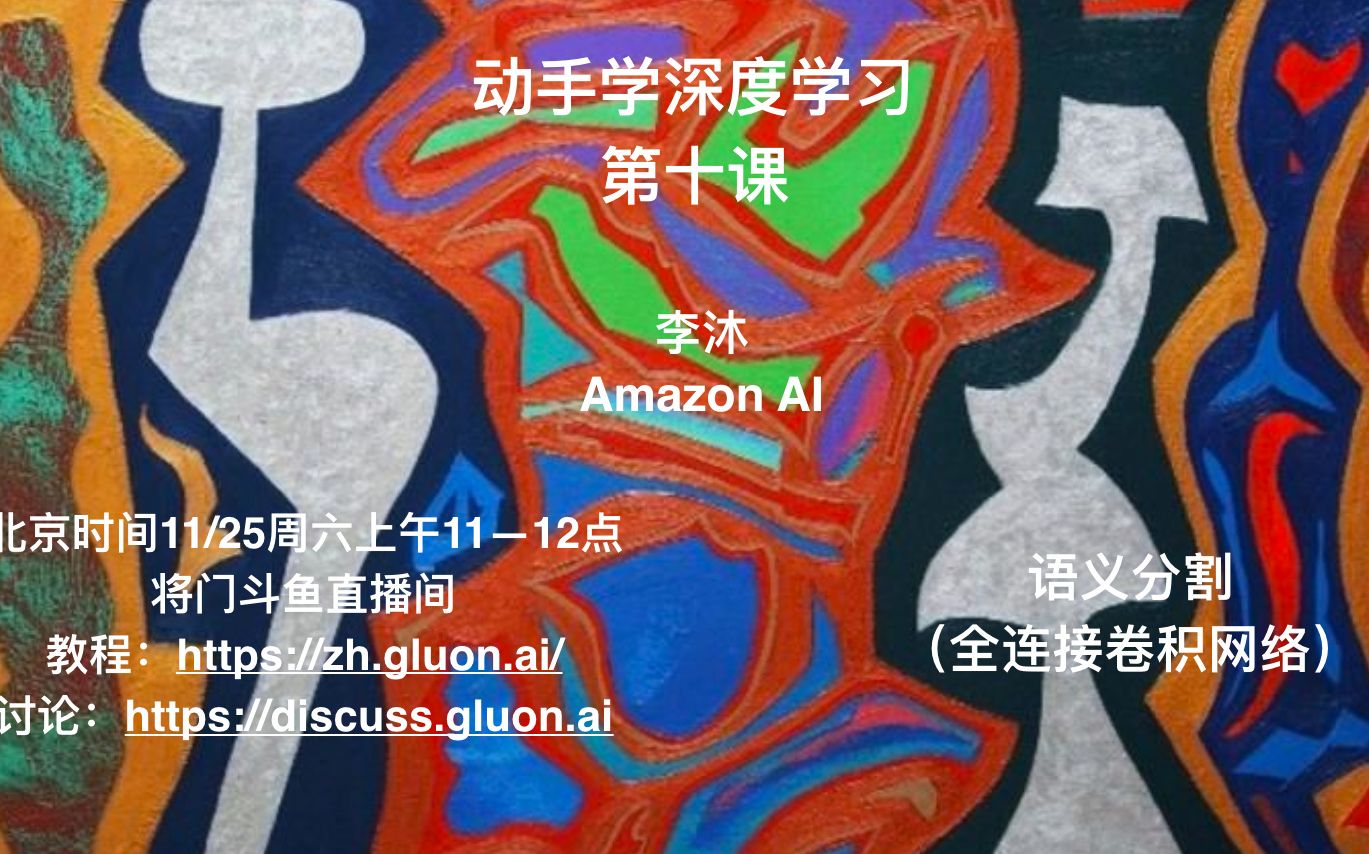 动手学深度学习
第十课
李沐
Amazon AI
北京时间11/25周六上午11—12点
将门斗鱼直播间
教程：https://zh.gluon.ai/
讨论：https://discuss.gluon.ai
语义分割
（全连接卷积网络）